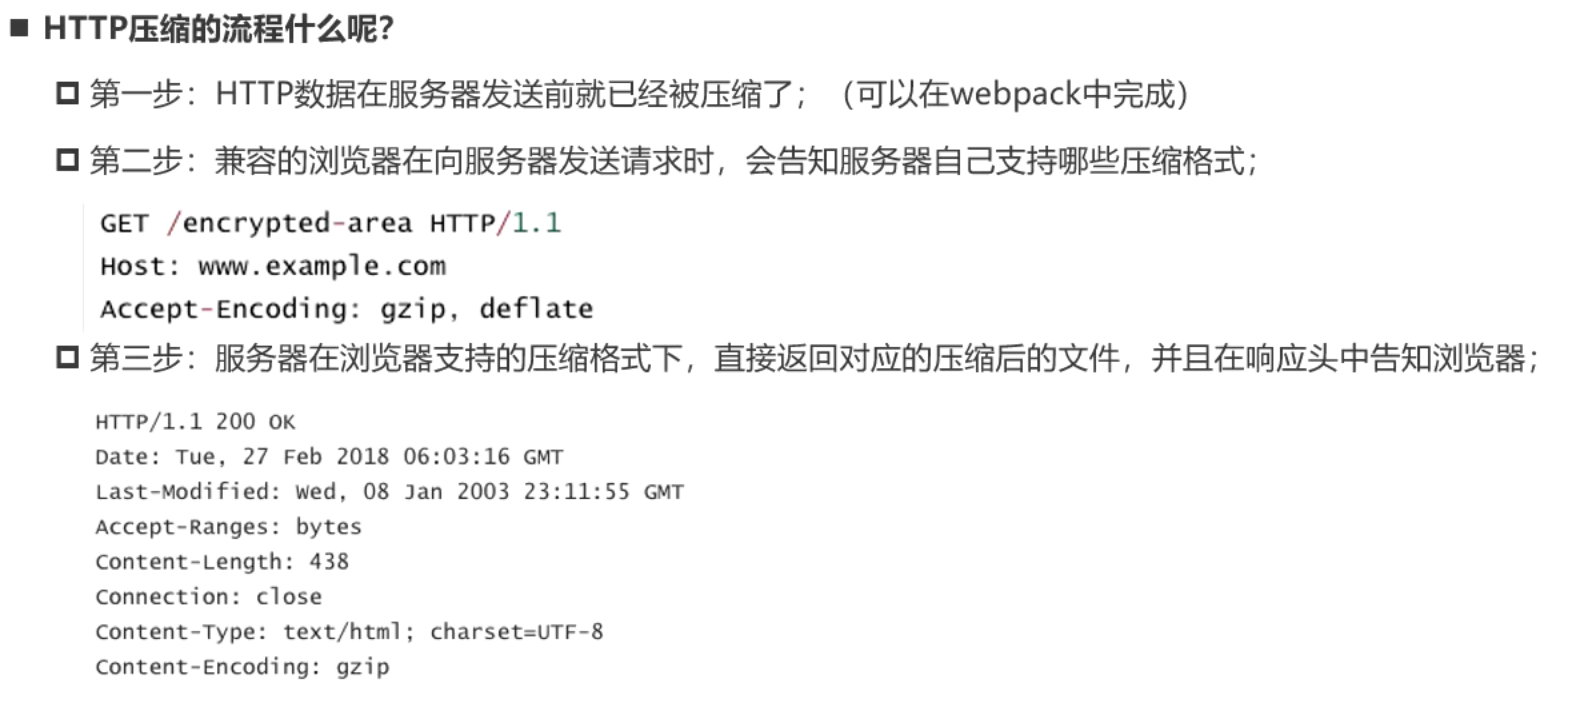 HTTP压缩的流程什么呢?
第一步：HTTP数据在服务器发送前就已经被压缩了；（可以在webpack中完成）
第二步：兼容的浏览器在向服务器发送请求时，会告知服务器自己支持哪些压缩格式；
GET /encrypted-area HTTP/1.1
Host: www.example.com
Accept-Encoding: gzip, deflate
第三步：服务器在浏览器支持的压缩格式下，直接返回对应的压缩后的文件，并且在响应头中告知浏览器；
HTTP/1.1 200 OK
Date: Tue, 27 Feb 2018 06:03:16 GMT
Last-Modified: Wed, 08 Jan 2003 23:11:55 GMT
Accept-Ranges: bytes
Content-Length: 438
Connection: close
Content-Type: text/html; charset=UTF-8
Content-Encoding: gzip